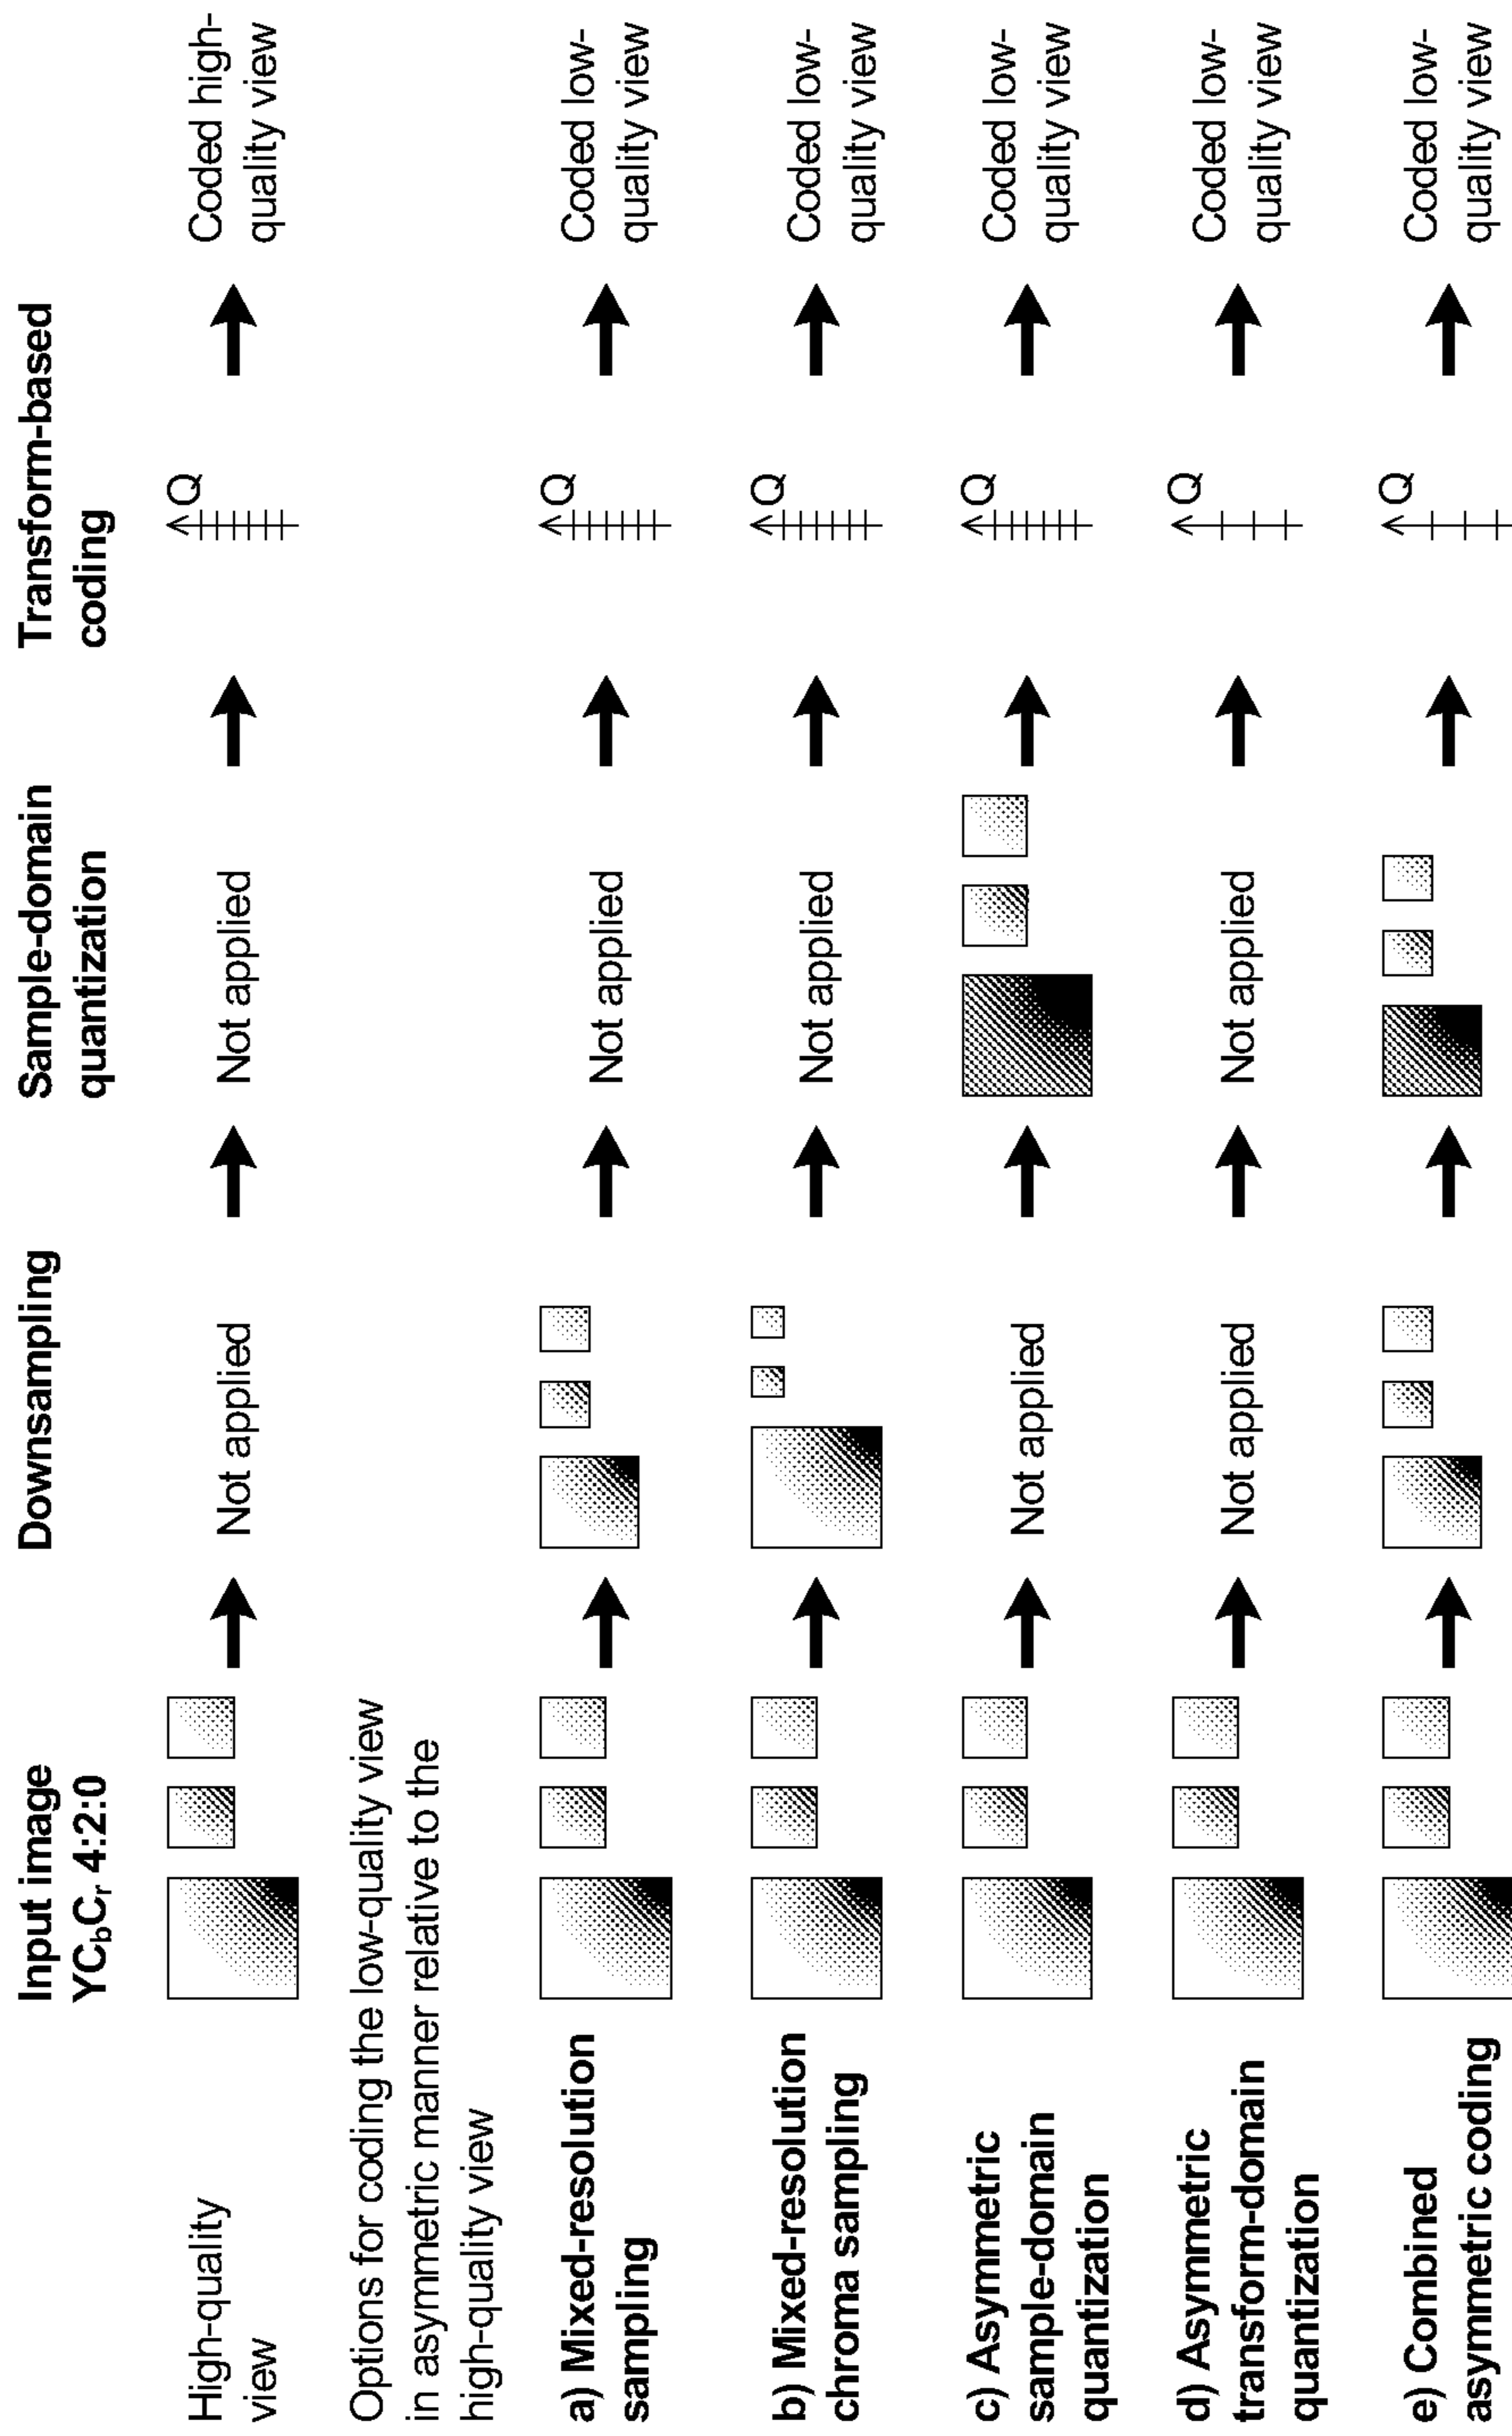 Input image
YCbCr 4:2:0
Downsampling
Sample-domain
quantization
Transform-based
coding
High-quality
view
Not applied
Not applied
Q
Coded high-
quality view
Options for coding the low-quality view
in asymmetric manner relative to the
high-quality view
a) Mixed-resolution
sampling
Not applied
Q
Coded low-
quality view
b) Mixed-resolution
chroma sampling
Not applied
Q
Coded low-
quality view
c) Asymmetric
sample-domain
quantization
Not applied
Q
Coded low-
quality view
d) Asymmetric
transform-domain
quantization
Not applied
Not applied
Q
Coded low-
quality view
e) Combined
asymmetric coding
Q
Coded low-
quality view